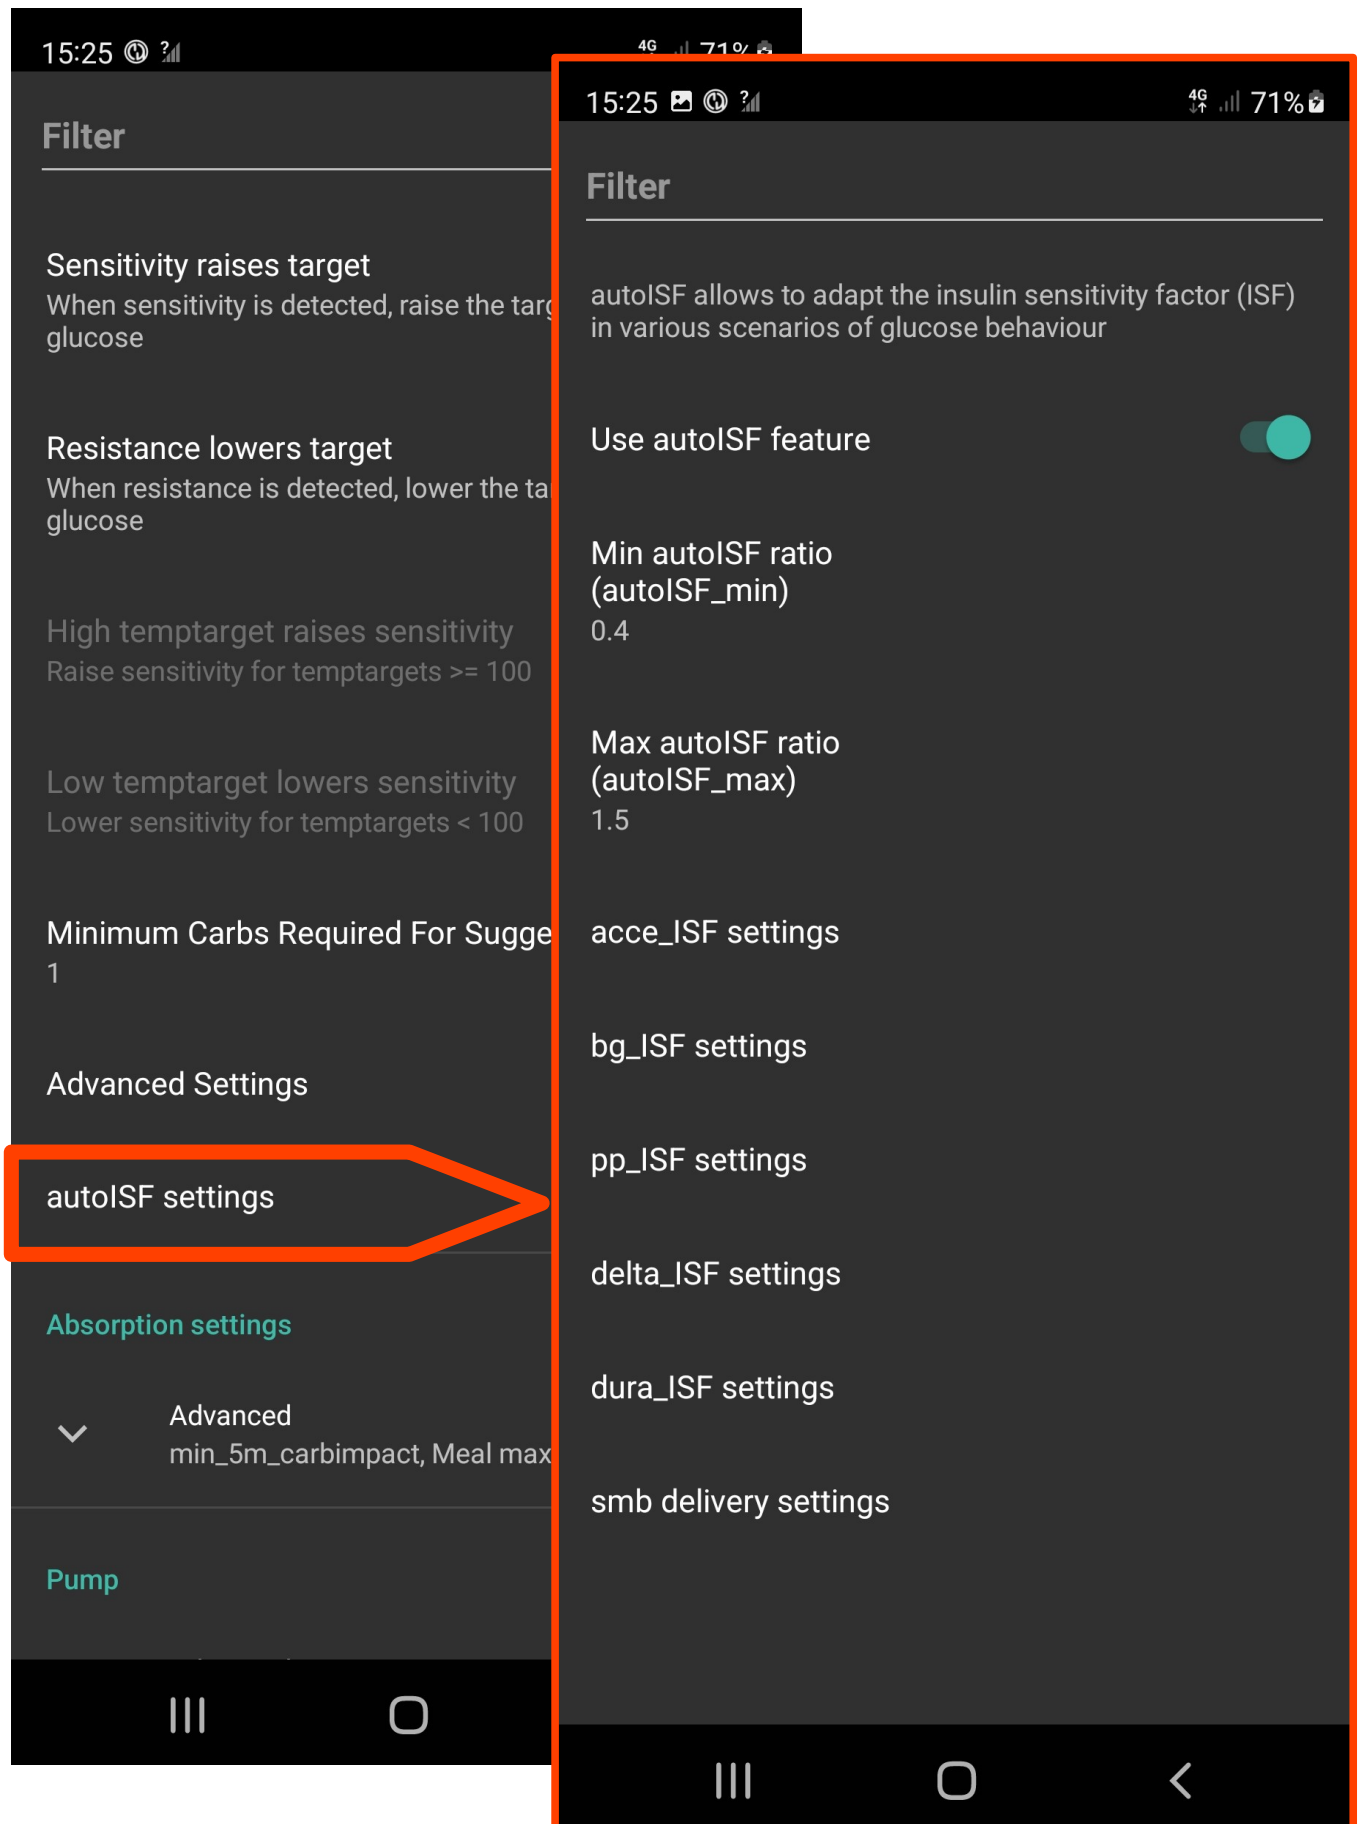 15:25
4G 71%
Filter
Sensitivity raises target
When sensitivity is detected, raise the
glucose
Resistance lowers target
When resistance is detected, lower the
glucose
High temptarget raises sensitivity
Raise sensitivity for temptargets >= 100
Low temptarget lowers sensitivity
Lower sensitivity for temptargets < 100
Minimum Carbs Required For
1
Advanced Settings
autoISF settings
Absorption settings
Advanced
min_5m_carbimpact, Meal max
Pump
15:25
4G 71%
Filter
autoISF allows to adapt the insulin sensitivity factor (ISF)
in various scenarios of glucose behaviour
Use autoISF feature
Min autoISF ratio
(autoISF_min)
0.4
Max autoISF ratio
(autoISF_max)
1.5
acce_ISF settings
bg_ISF settings
pp_ISF settings
delta_ISF settings
dura_ISF settings
smb delivery settings